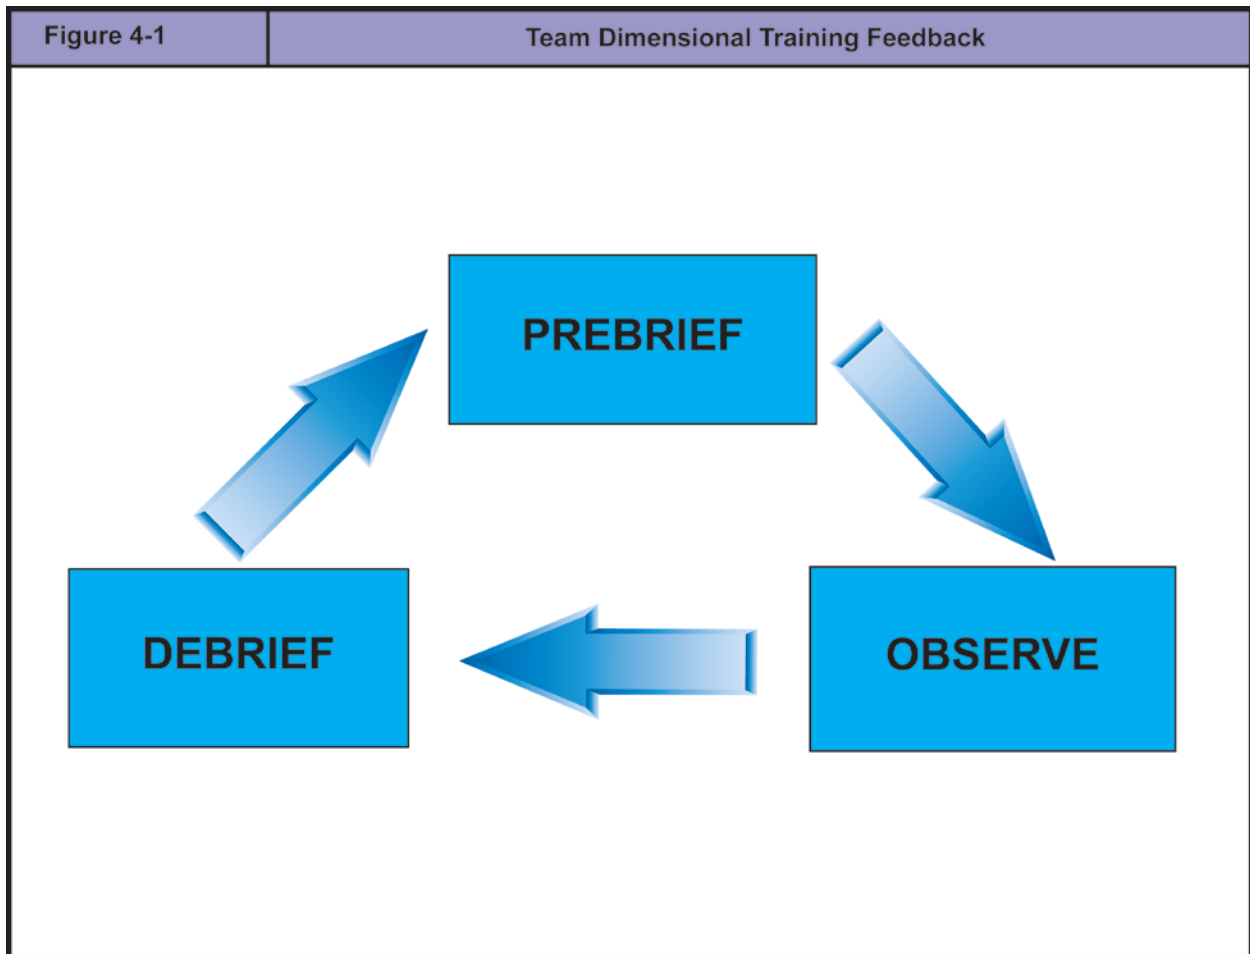 Figure 4-1
Team Dimensional Training Feedback
PREBRIEF
DEBRIEF
OBSERVE